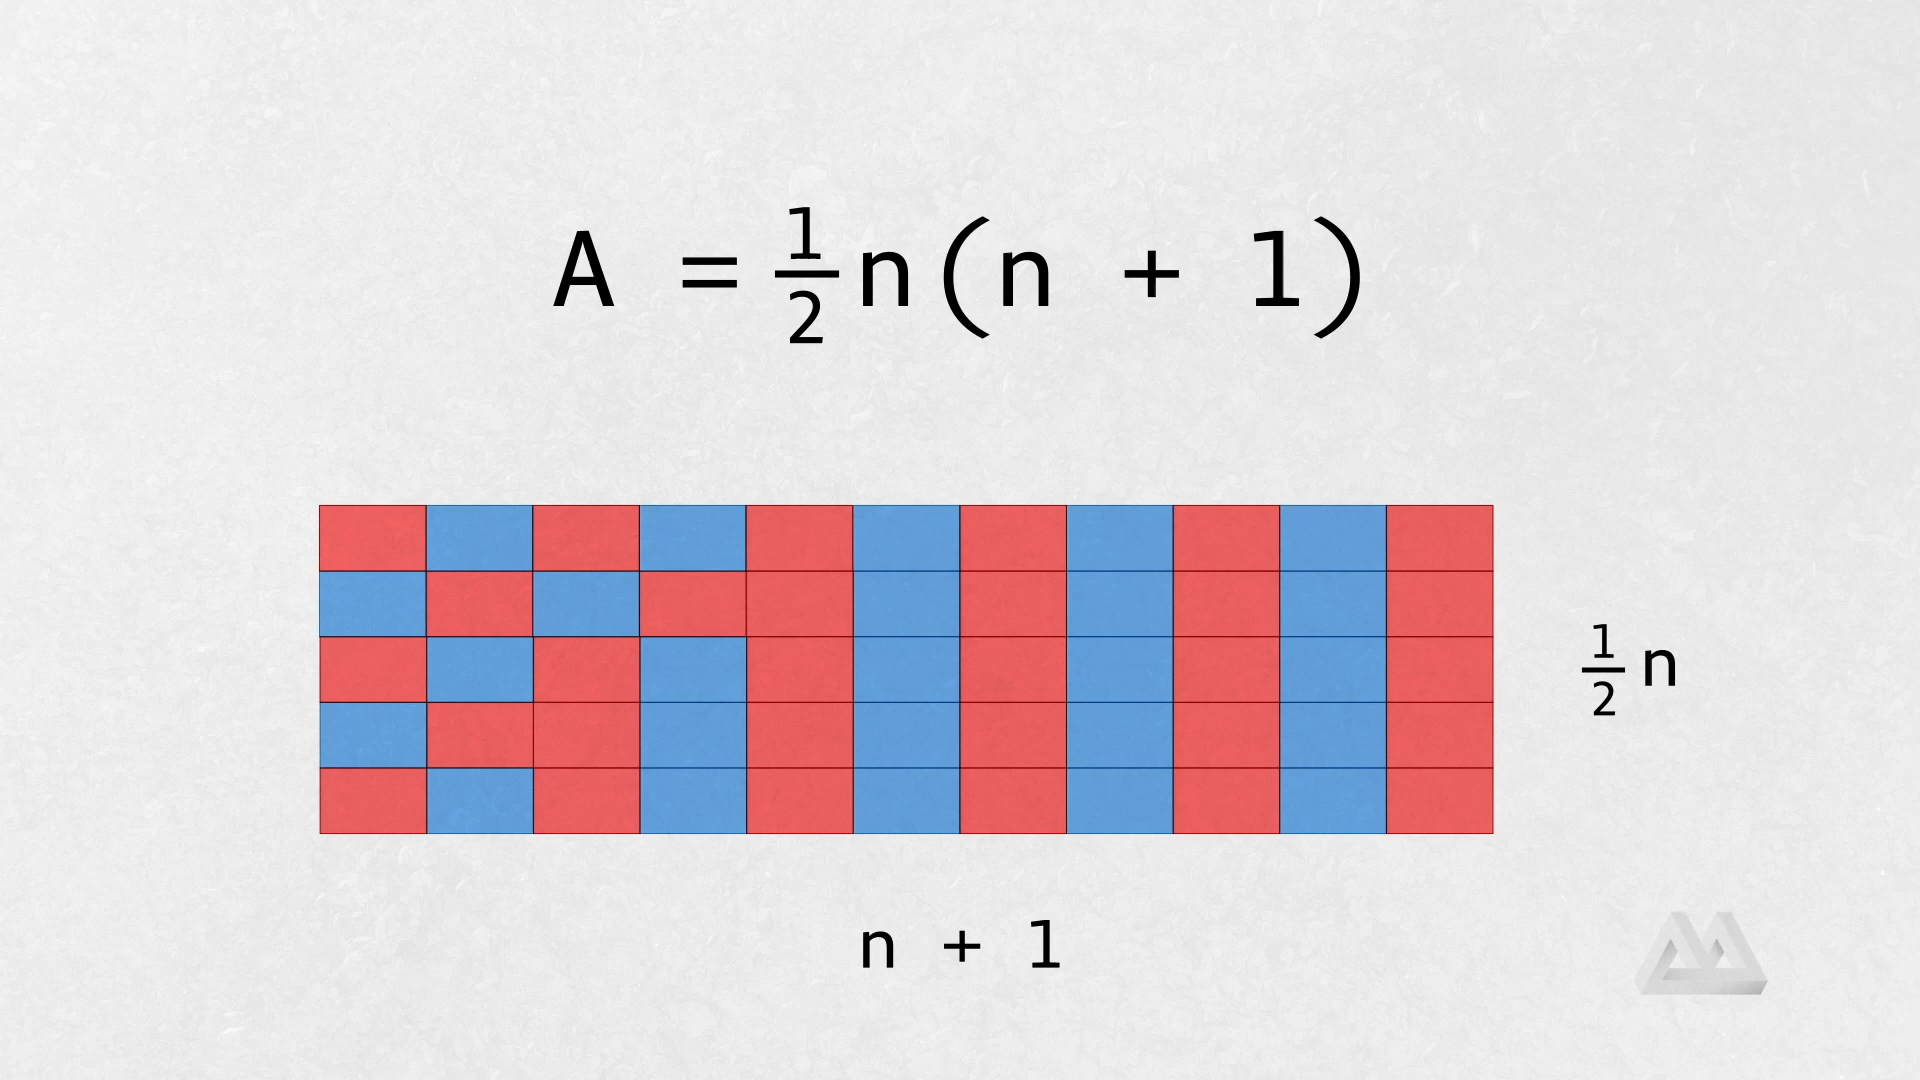 A = ½n(n + 1)
½n
n + 1